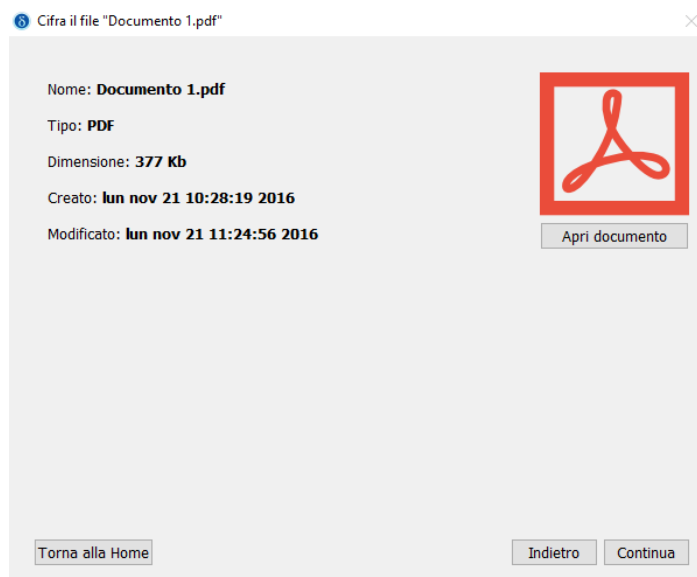 Cifra il file "Documento 1.pdf"
Nome: Documento 1.pdf
Tipo: PDF
Dimensione: 377 Kb
Creato: lun nov 21 10:28:19 2016
Modificato: lun nov 21 11:24:56 2016
Apri documento
Torna alla Home
Indietro
Continua